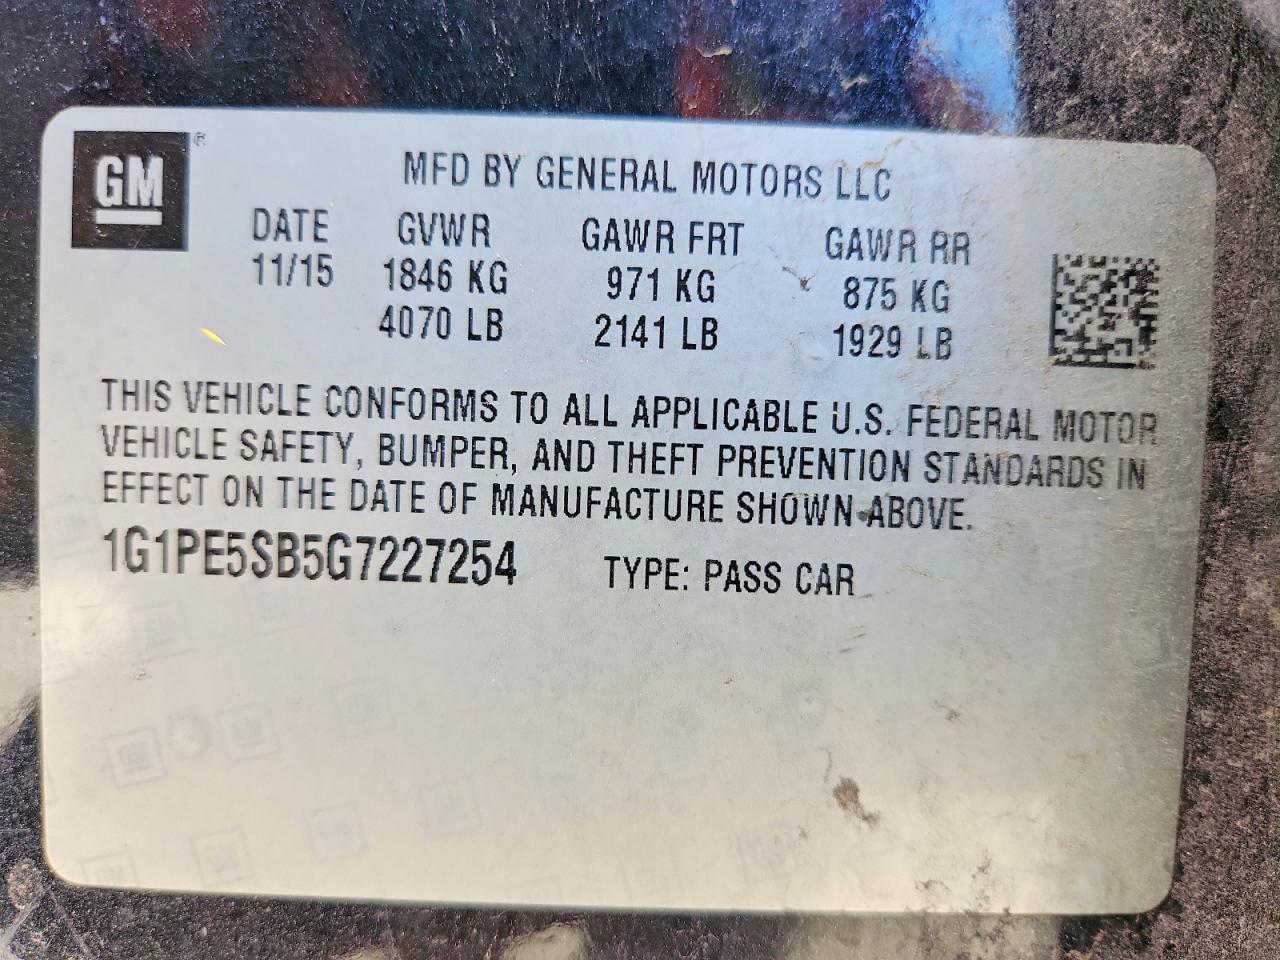 GM ®
MFD BY GENERAL MOTORS LLC
DATE GVWR GAWR FRT GAWR RR
11/15 1846 KG 971 KG 875 KG
4070 LB 2141 LB 1929 LB
THIS VEHICLE CONFORMS TO ALL APPLICABLE U.S. FEDERAL MOTOR
VEHICLE SAFETY, BUMPER, AND THEFT PREVENTION STANDARDS IN
EFFECT ON THE DATE OF MANUFACTURE SHOWN ABOVE.
1G1PE5SB5G7227254 TYPE: PASS CAR